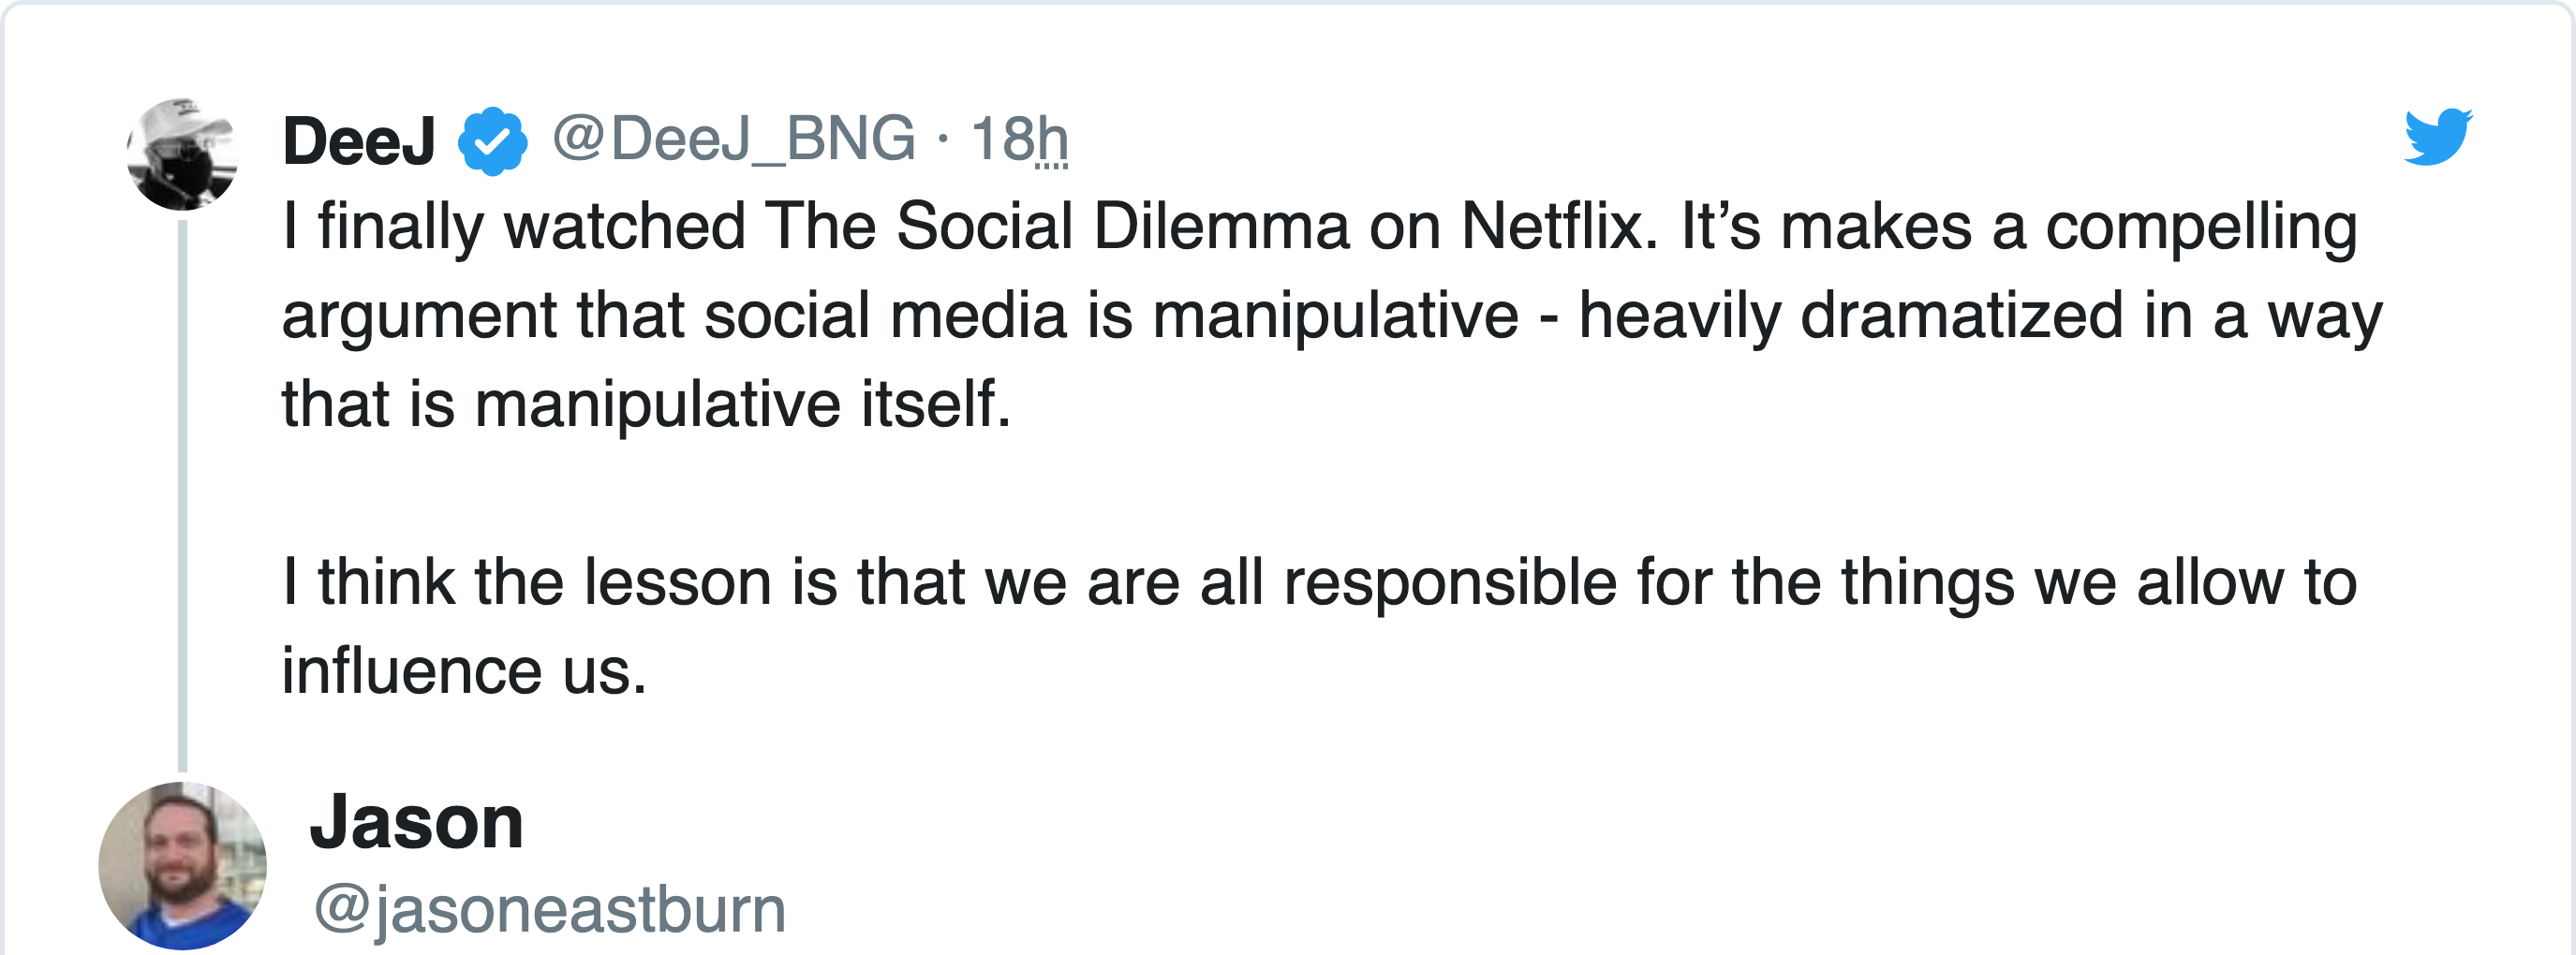 DeeJ @DeeJ_BNG · 18h
I finally watched The Social Dilemma on Netflix. It’s makes a compelling
argument that social media is manipulative - heavily dramatized in a way
that is manipulative itself.
I think the lesson is that we are all responsible for the things we allow to
influence us.
Jason
@jasoneastburn